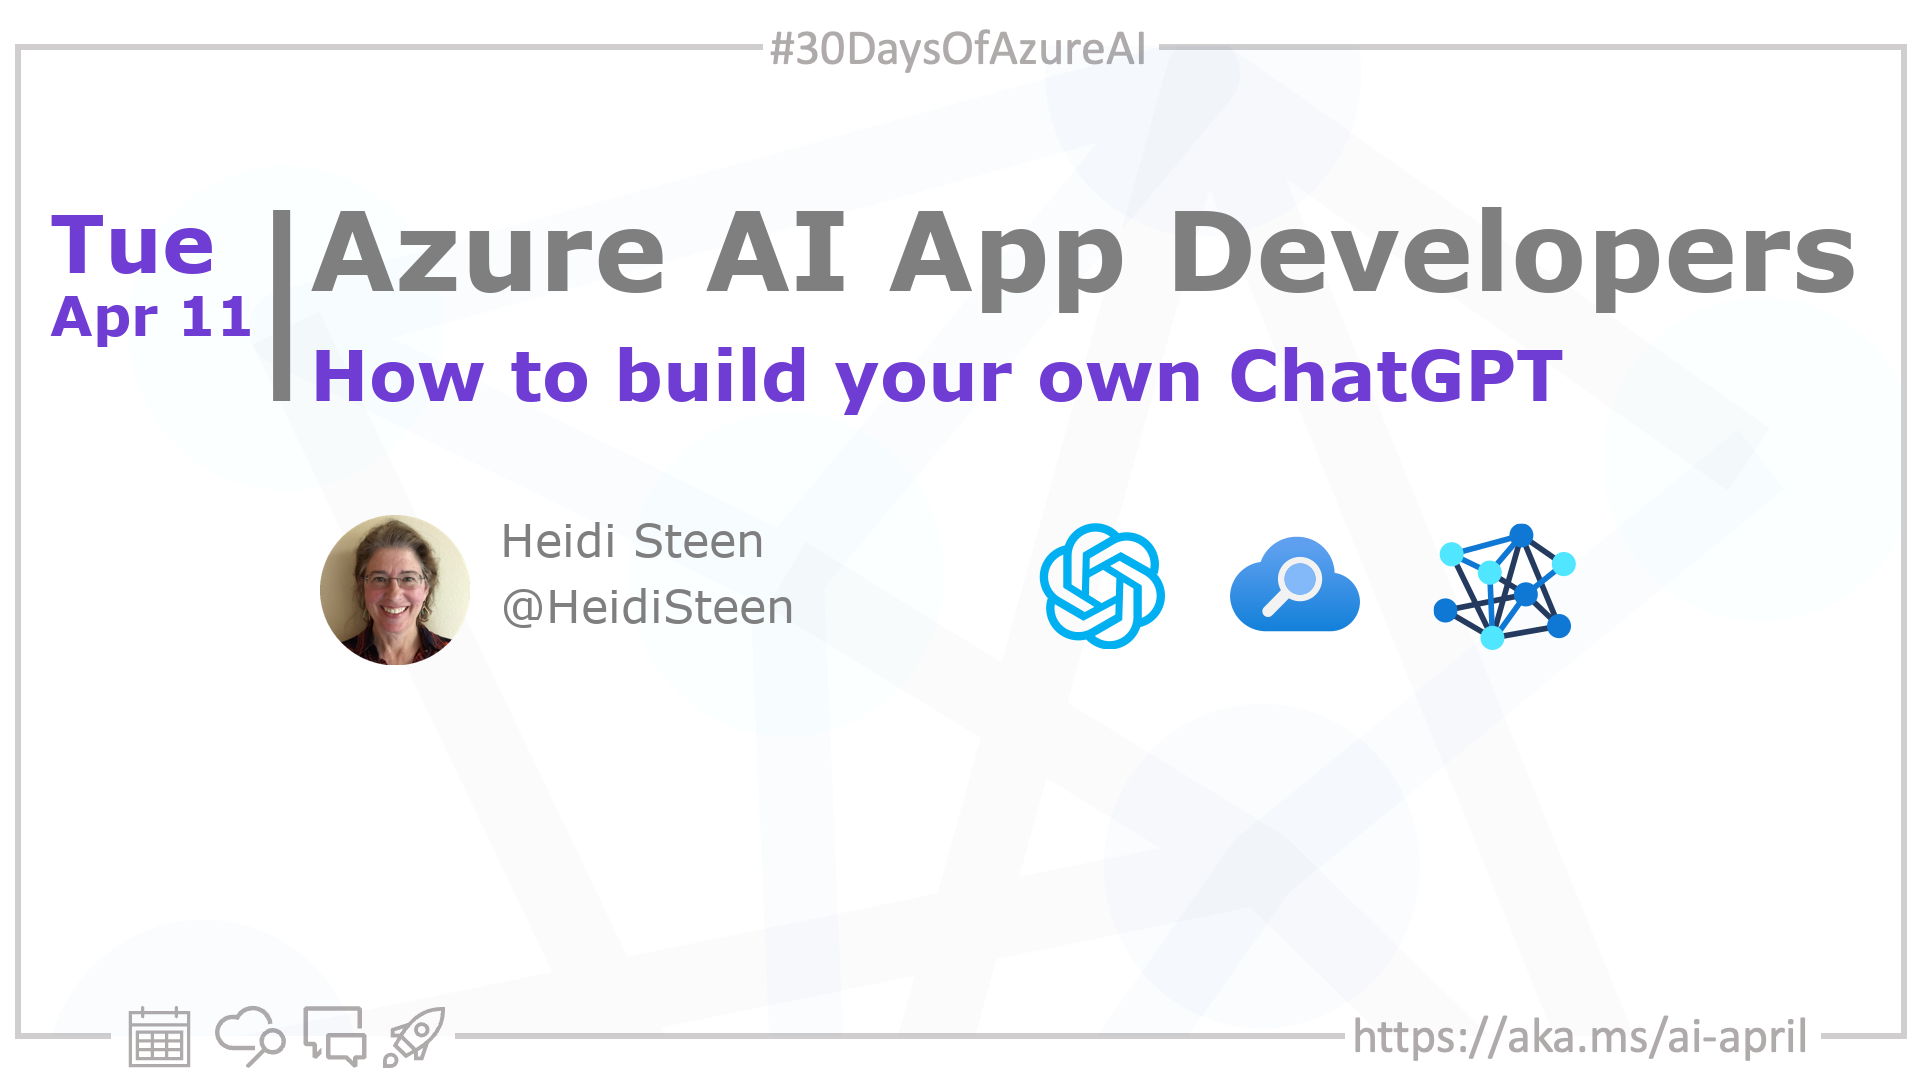 #30DaysOfAzureAI
Tue
Apr 11
Azure AI App Developers
How to build your own ChatGPT
Heidi Steen
@HeidiSteen
https://aka.ms/ai-april